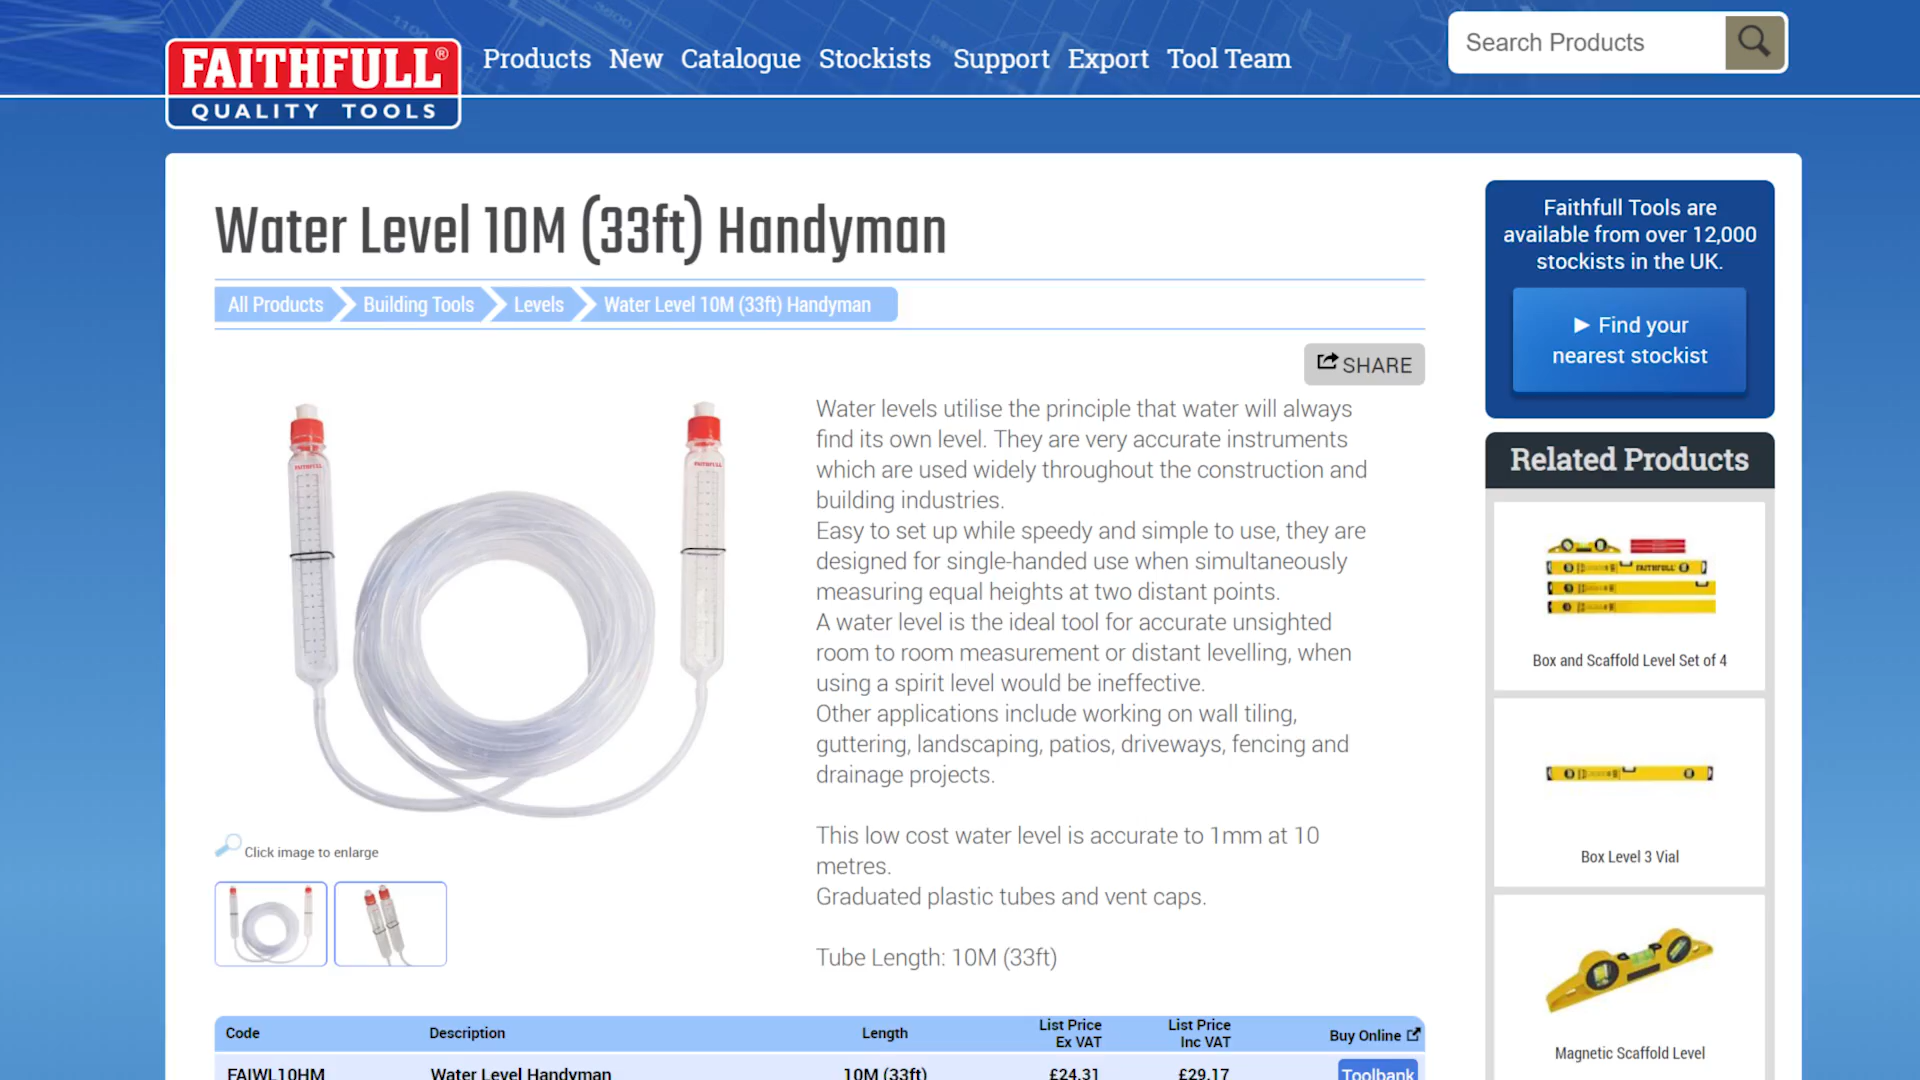 FAITHFULL®
QUALITY TOOLS
Products New Catalogue Stockists Support Export Tool Team
Search Products
Water Level 10M (33ft) Handyman
All Products Building Tools Levels Water Level 10M (33ft) Handyman
SHARE
Water levels utilise the principle that water will always
find its own level. They are very accurate instruments
which are used widely throughout the construction and
building industries.
Easy to set up while speedy and simple to use, they are
designed for single-handed use when simultaneously
measuring equal heights at two distant points.
A water level is the ideal tool for accurate unsighted
room to room measurement or distant levelling, when
using a spirit level would be ineffective.
Other applications include working on wall tiling,
guttering, landscaping, patios, driveways, fencing and
drainage projects.
This low cost water level is accurate to 1mm at 10
metres.
Graduated plastic tubes and vent caps.
Tube Length: 10M (33ft)
FAITHFULL
FAITHFULL
Click image to enlarge
Code Description Length List Price Ex VAT List Price Inc VAT Buy Online
FAIWL10HM Water Level Handyman 10M (33ft) £24.31 £29.17 Toolbank
Faithfull Tools are
available from over 12,000
stockists in the UK.
► Find your
nearest stockist
Related Products
FAITHFULL
Box and Scaffold Level Set of 4
Box Level 3 Vial
Magnetic Scaffold Level